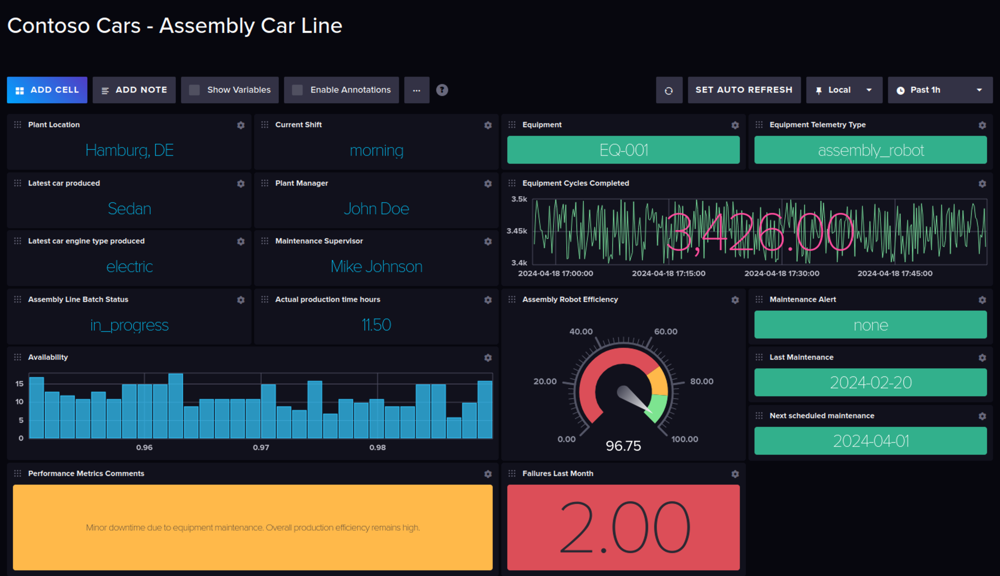 Contoso Cars - Assembly Car Line
ADD CELL
ADD NOTE
Show Variables
Enable Annotations
...
?
SET AUTO REFRESH
Local
Past 1h
Plant Location
Hamburg, DE
Current Shift
morning
Equipment
EQ-001
Equipment Telemetry Type
assembly_robot
Latest car produced
Sedan
Plant Manager
John Doe
Equipment Cycles Completed
3.5k
3.45k
3.4k
3,426.00
2024-04-18 17:00:00
2024-04-18 17:15:00
2024-04-18 17:30:00
2024-04-18 17:45:00
Latest car engine type produced
electric
Maintenance Supervisor
Mike Johnson
Assembly Line Batch Status
in_progress
Actual production time hours
11.50
Assembly Robot Efficiency
0.00
20.00
40.00
60.00
80.00
100.00
96.75
Maintenance Alert
none
Availability
15
10
5
0
0.96
0.97
0.98
Last Maintenance
2024-02-20
Next scheduled maintenance
2024-04-01
Performance Metrics Comments
Minor downtime due to equipment maintenance. Overall production efficiency remains high.
Failures Last Month
2.00